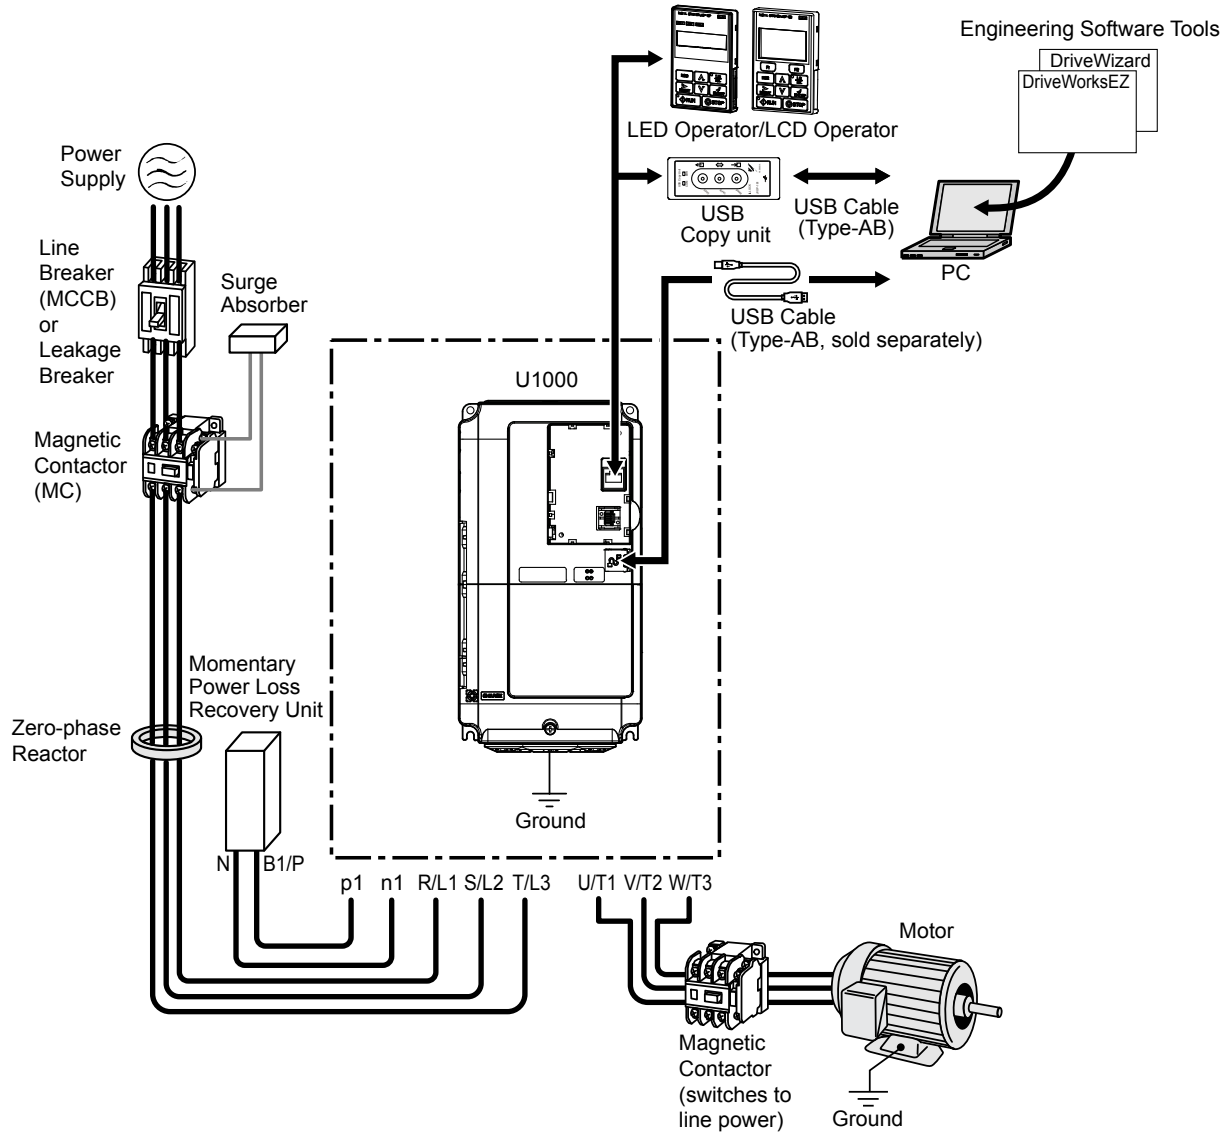 Engineering Software Tools
DriveWizard
DriveWorksEZ
LED Operator/LCD Operator
Power
Supply
USB
Copy unit
USB Cable
(Type-AB)
PC
Line
Breaker
(MCCB)
or
Leakage
Breaker
Surge
Absorber
USB Cable
(Type-AB, sold separately)
U1000
Magnetic
Contactor
(MC)
Momentary
Power Loss
Recovery Unit
Zero-phase
Reactor
Ground
N
B1/P
p1
n1
R/L1
S/L2
T/L3
U/T1
V/T2
W/T3
Motor
Magnetic
Contactor
(switches to
line power)
Ground